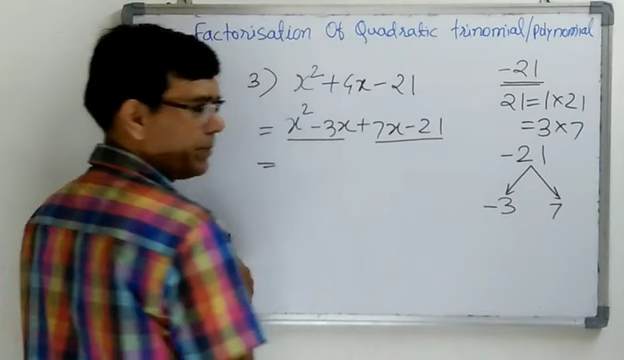 Factorisation Of Quadratic trinomial/polynomial
3) x² + 4x - 21
= x² - 3x + 7x - 21
=
-21
21 = 1 × 21
= 3 × 7
-21
-3 7